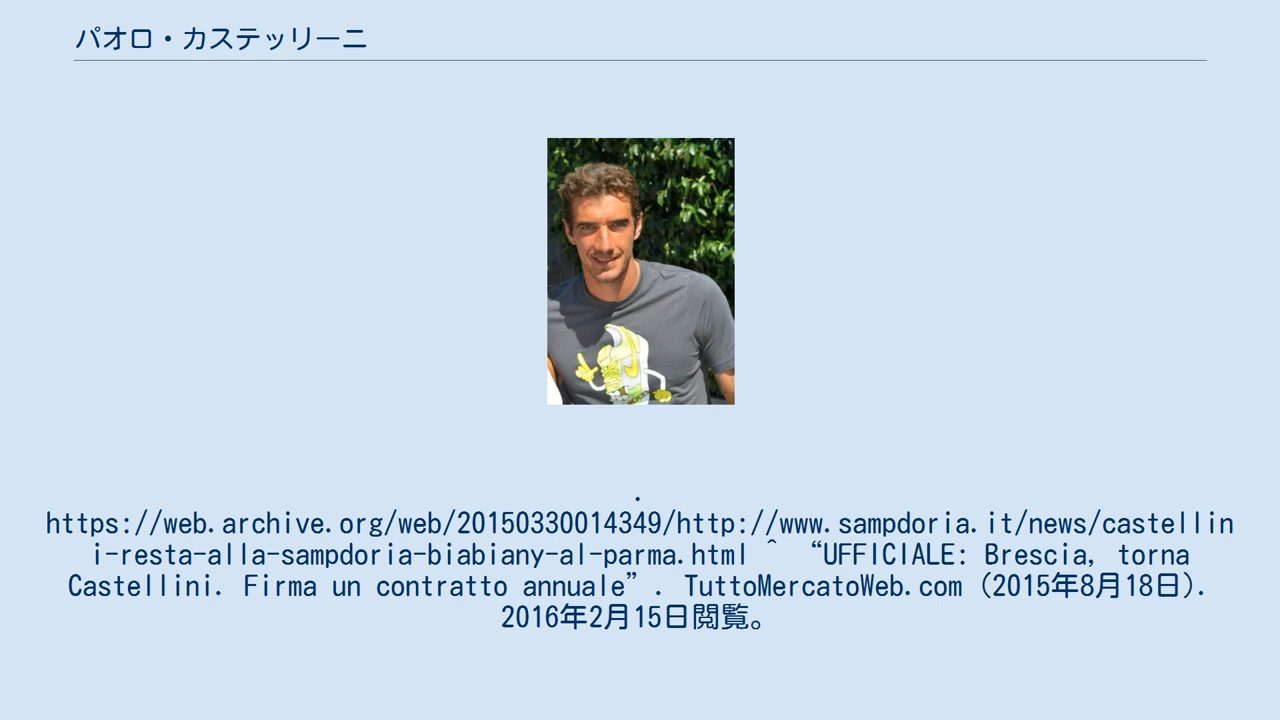 パオロ・カステッリーニ
.
https://web.archive.org/web/20150330014349/http://www.sampdoria.it/news/castellin
i-resta-alla-sampdoria-biabiany-al-parma.html ^ “UFFICIALE: Brescia, torna
Castellini. Firma un contratto annuale”. TuttoMercatoWeb.com (2015年8月18日).
2016年2月15日閲覧。